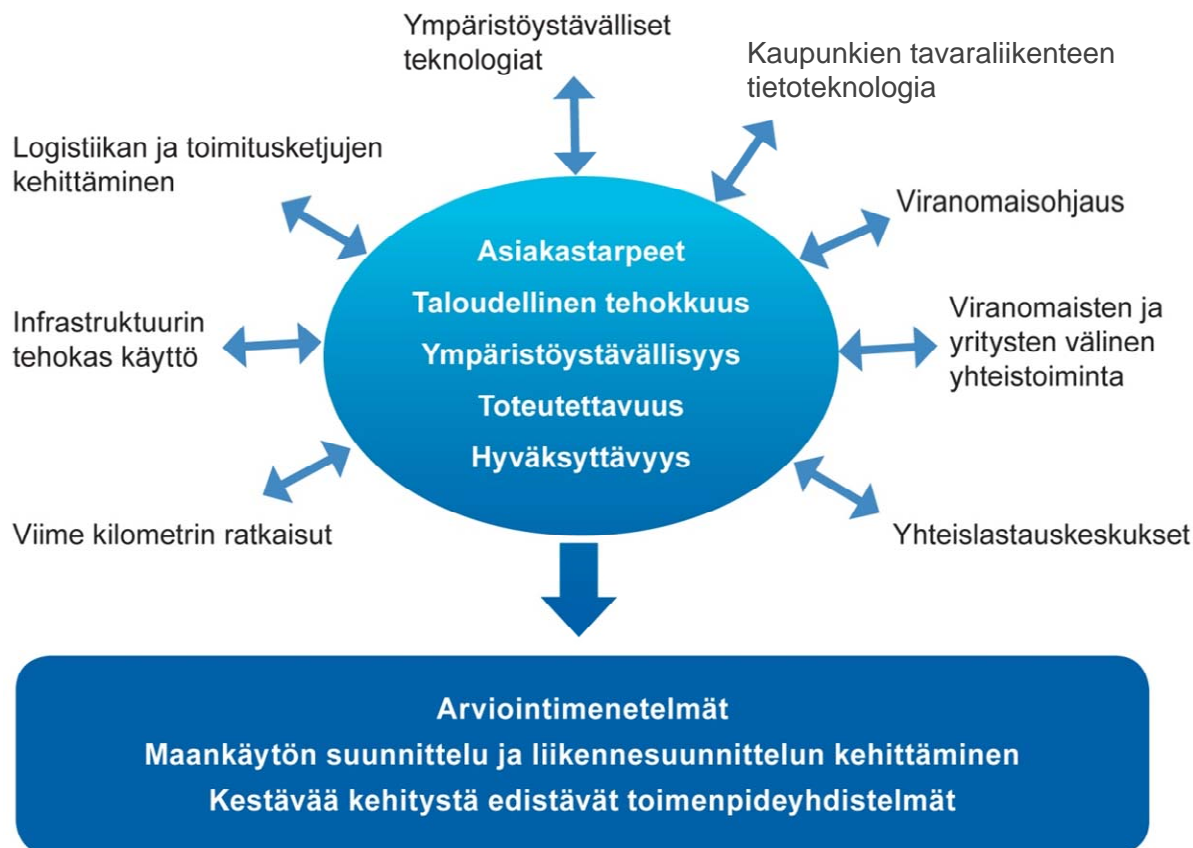 Ympäristöystävälliset
teknologiat
Kaupunkien tavaraliikenteen
tietoteknologia
Logistiikan ja toimitusketjujen
kehittäminen
Viranomaisohjaus
Infrastruktuurin
tehokas käyttö
Viranomaisten ja
yritysten välinen
yhteistoiminta
Viime kilometrin ratkaisut
Yhteislastauskeskukset
Asiakastarpeet
Taloudellinen tehokkuus
Ympäristöystävällisyys
Toteutettavuus
Hyväksyttävyys
Arviointimenetelmät
Maankäytön suunnittelu ja liikennesuunnittelun kehittäminen
Kestävää kehitystä edistävät toimenpideyhdistelmät